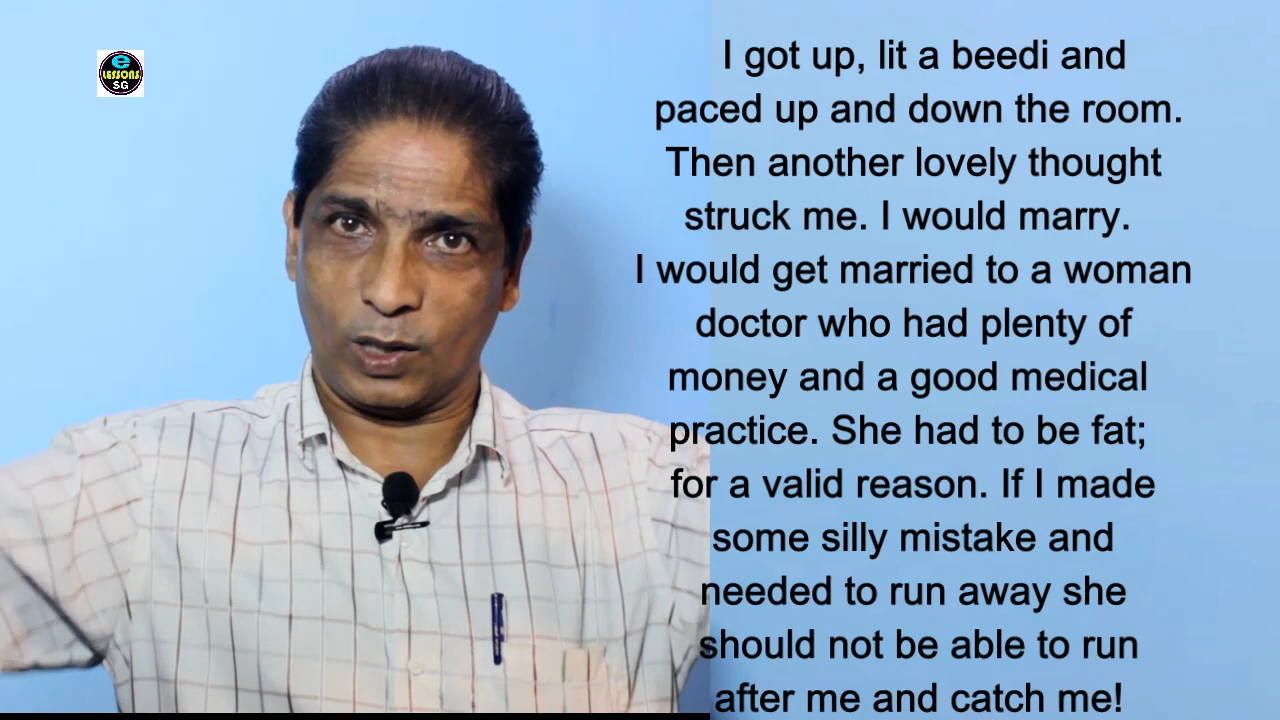 e
LESSONS
SG
I got up, lit a beedi and
paced up and down the room.
Then another lovely thought
struck me. I would marry.
I would get married to a woman
doctor who had plenty of
money and a good medical
practice. She had to be fat;
for a valid reason. If I made
some silly mistake and
needed to run away she
should not be able to run
after me and catch me!